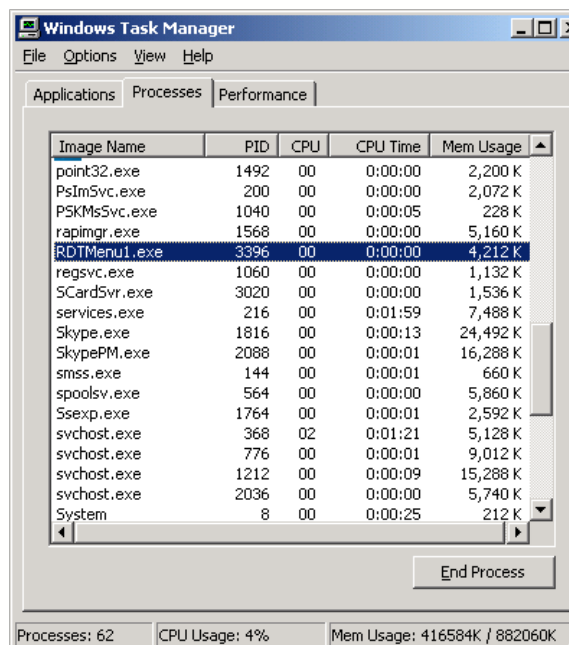 Windows Task Manager
File Options View Help
Applications Processes Performance
Image Name PID CPU CPU Time Mem Usage
point32.exe 1492 00 0:00:00 2,200 K
PsImSvc.exe 200 00 0:00:00 2,072 K
PSKMsSvc.exe 1040 00 0:00:05 228 K
rapimgr.exe 1568 00 0:00:00 5,160 K
RDTMenu1.exe 3396 00 0:00:00 4,212 K
regsvc.exe 1060 00 0:00:00 1,132 K
SCardSvr.exe 3020 00 0:00:00 1,536 K
services.exe 216 00 0:01:59 7,488 K
Skype.exe 1816 00 0:00:13 24,492 K
SkypePM.exe 2088 00 0:00:01 16,288 K
smss.exe 144 00 0:00:01 660 K
spoolsv.exe 564 00 0:00:00 5,860 K
Ssexp.exe 1764 00 0:00:01 2,592 K
svchost.exe 368 02 0:01:21 5,128 K
svchost.exe 776 00 0:00:01 9,012 K
svchost.exe 1212 00 0:00:09 15,288 K
svchost.exe 2036 00 0:00:00 5,740 K
System 8 00 0:00:25 212 K
End Process
Processes: 62 CPU Usage: 4% Mem Usage: 416584K / 882060K